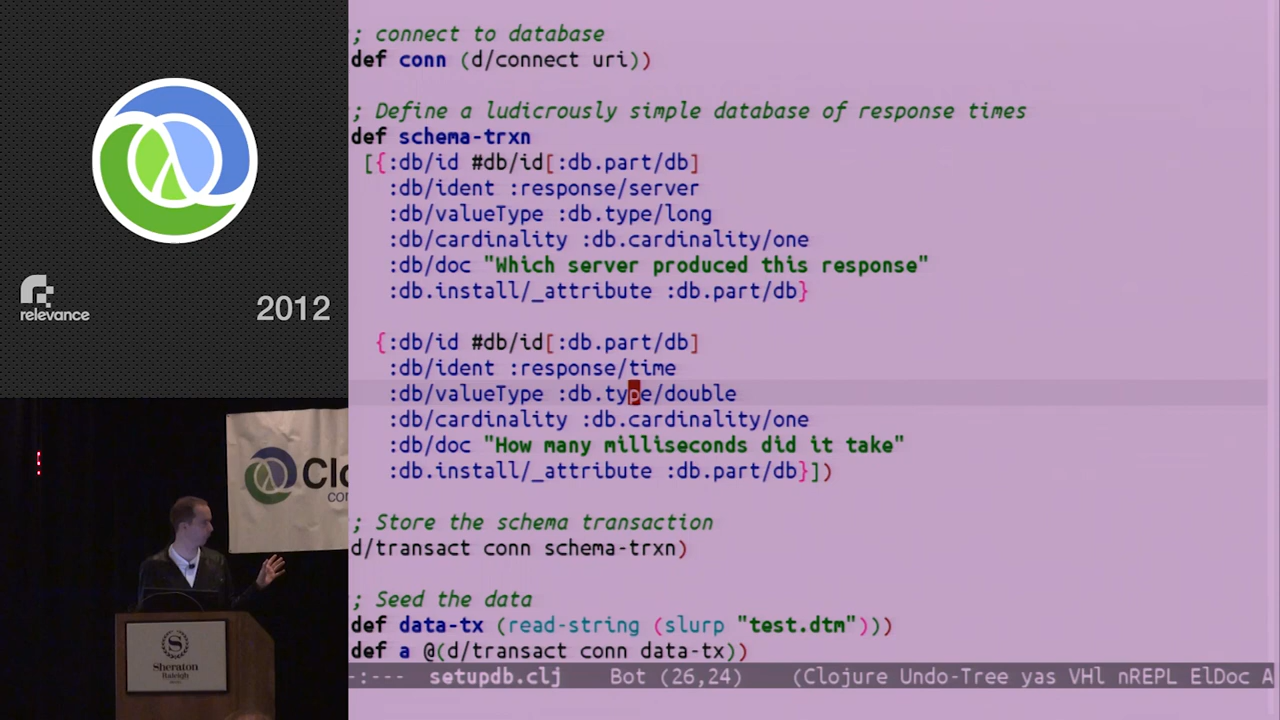 relevance
2012
Clo
con
S
Sheraton
Raleigh
; connect to database
def conn (d/connect uri))
; Define a ludicrously simple database of response times
def schema-trxn
[{:db/id #db/id[:db.part/db]
:db/ident :response/server
:db/valueType :db.type/long
:db/cardinality :db.cardinality/one
:db/doc "Which server produced this response"
:db.install/_attribute :db.part/db}
{:db/id #db/id[:db.part/db]
:db/ident :response/time
:db/valueType :db.type/double
:db/cardinality :db.cardinality/one
:db/doc "How many milliseconds did it take"
:db.install/_attribute :db.part/db}])
; Store the schema transaction
d/transact conn schema-trxn)
; Seed the data
def data-tx (read-string (slurp "test.dtm")))
def a @(d/transact conn data-tx))
-:--- setupdb.clj Bot (26,24) (Clojure Undo-Tree yas VHl nREPL ElDoc A